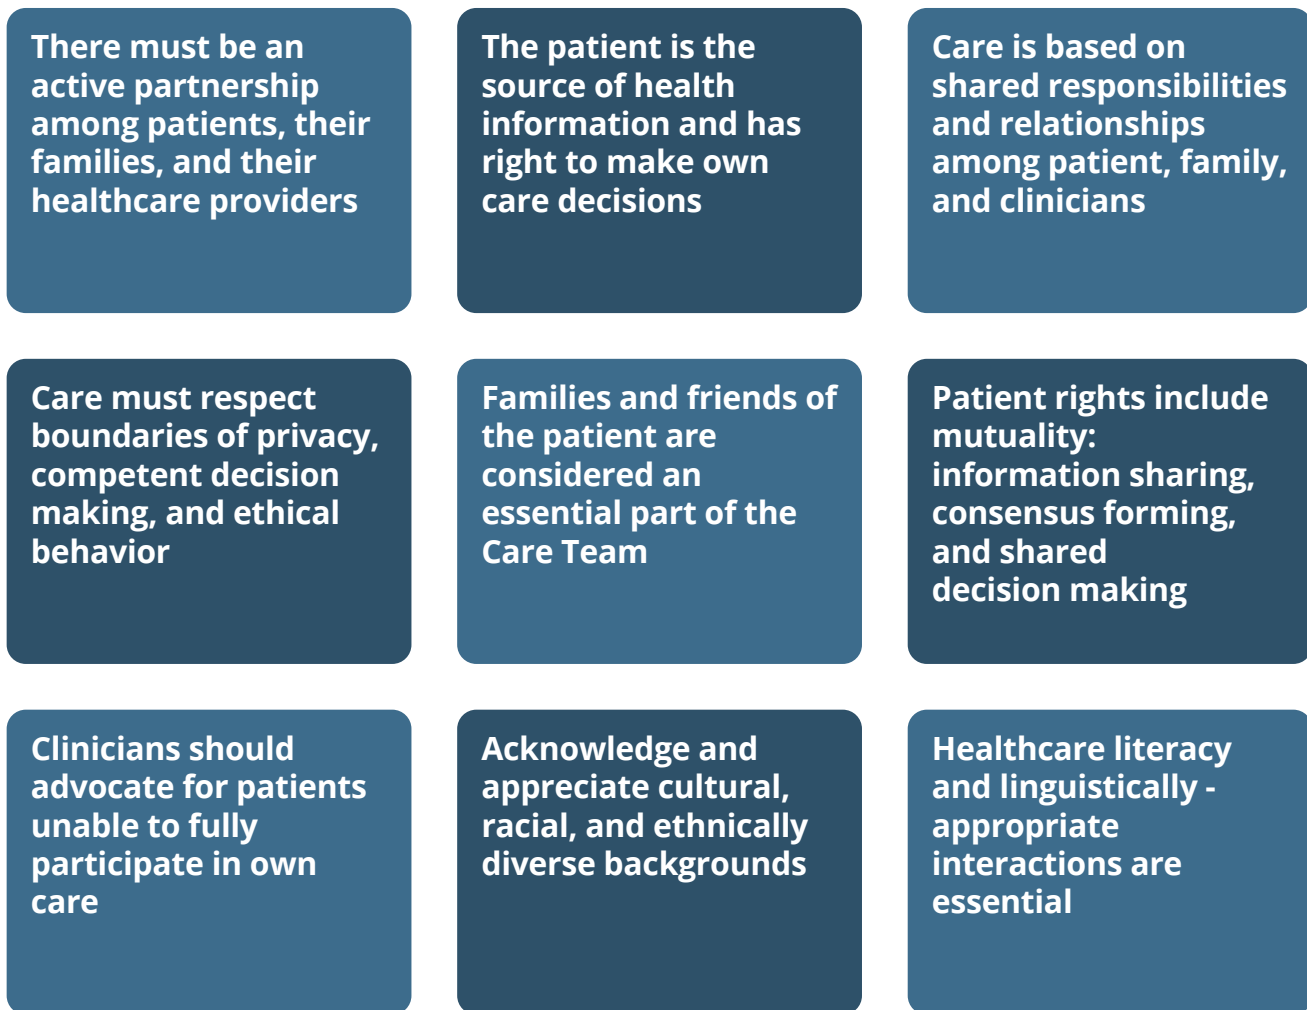 There must be an
active partnership
among patients, their
families, and their
healthcare providers
The patient is the
source of health
information and has
right to make own
care decisions
Care is based on
shared responsibilities
and relationships
among patient, family,
and clinicians
Care must respect
boundaries of privacy,
competent decision
making, and ethical
behavior
Families and friends of
the patient are
considered an
essential part of the
Care Team
Patient rights include
mutuality:
information sharing,
consensus forming,
and shared
decision making
Clinicians should
advocate for patients
unable to fully
participate in own
care
Acknowledge and
appreciate cultural,
racial, and ethnically
diverse backgrounds
Healthcare literacy
and linguistically -
appropriate
interactions are
essential